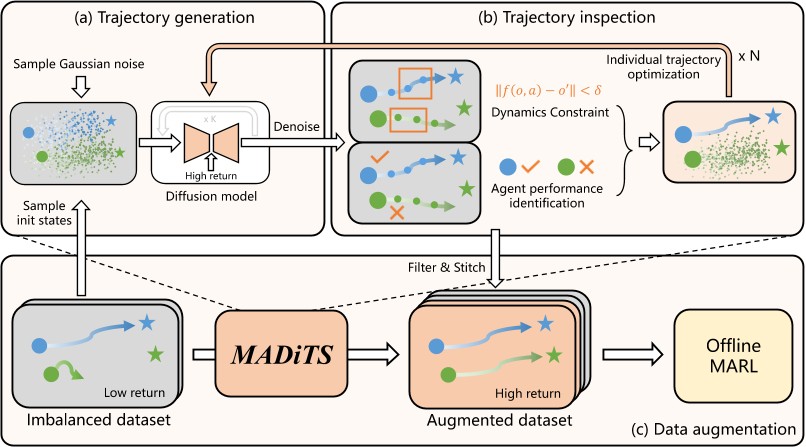 (a) Trajectory generation
(b) Trajectory inspection
Sample Gaussian noise
x K
High return
Diffusion model
Denoise
Sample
init states
Individual trajectory
optimization
x N
‖f(o, a) − o′‖ < δ
Dynamics Constraint
Agent performance
identification
Filter & Stitch
Low return
Imbalanced dataset
MADiTS
High return
Augmented dataset
Offline
MARL
(c) Data augmentation